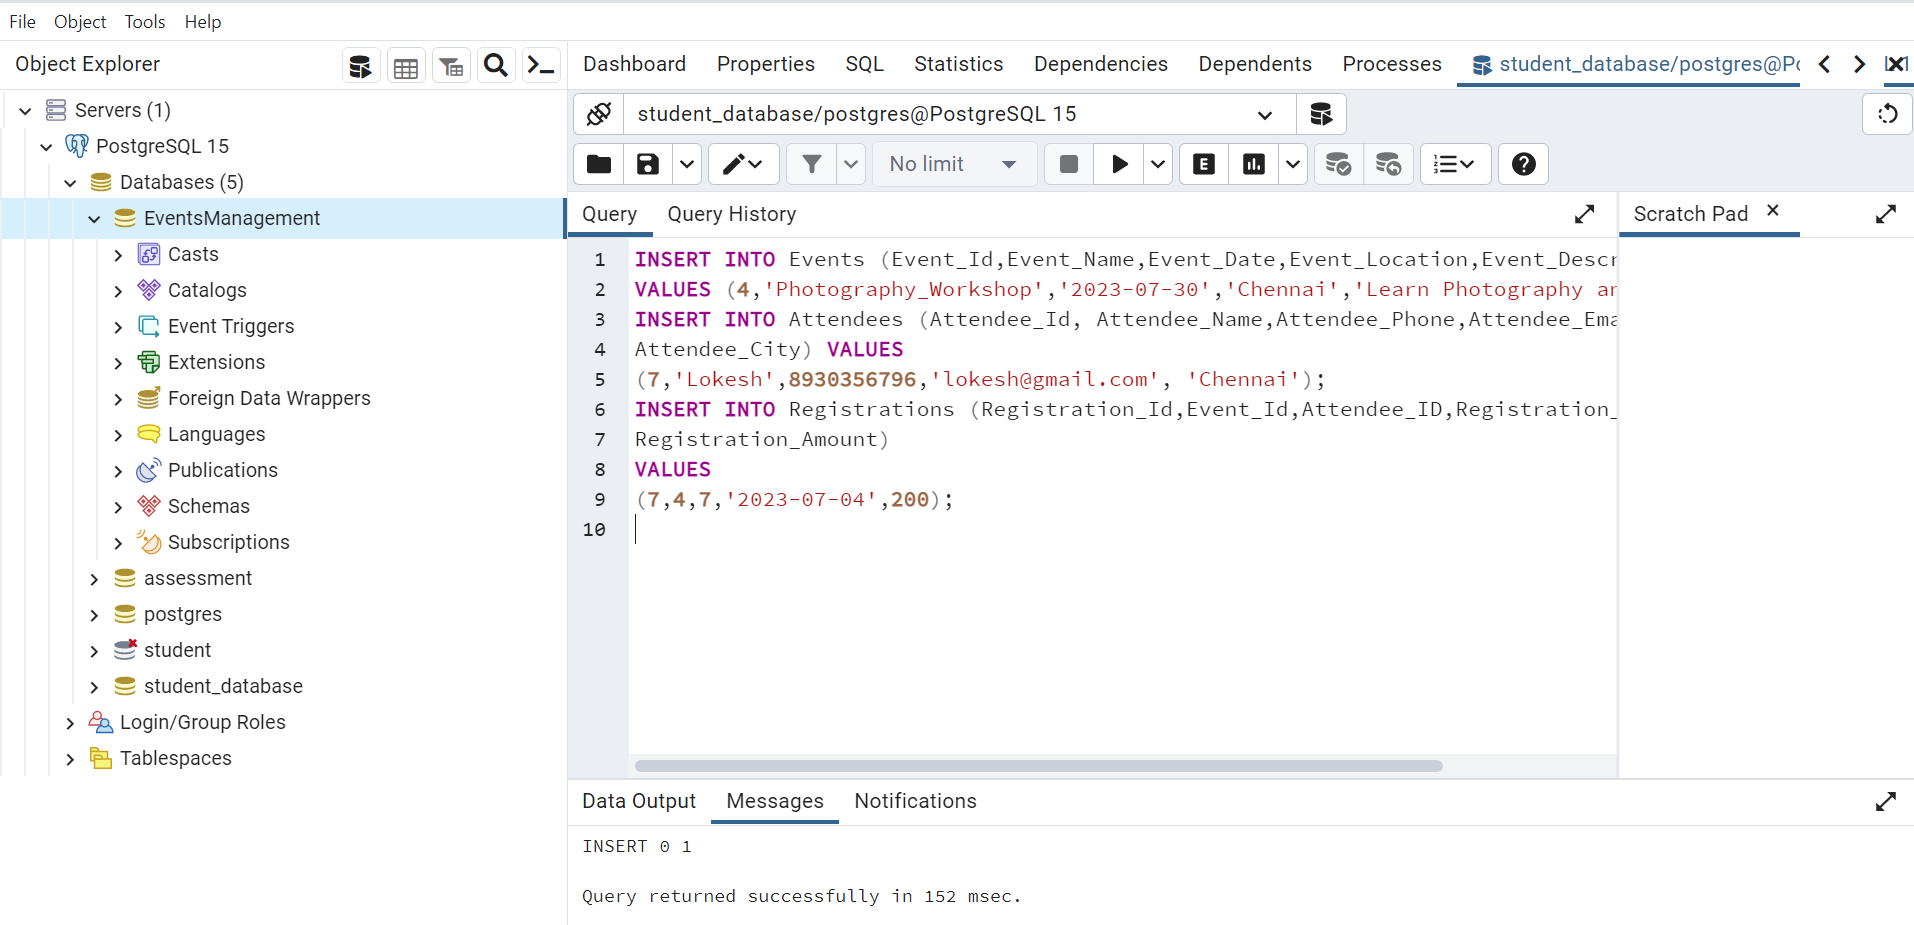 File Object Tools Help
Object Explorer
Dashboard Properties SQL Statistics Dependencies Dependents Processes student_database/postgres@Po
Servers (1)
PostgreSQL 15
Databases (5)
EventsManagement
Casts
Catalogs
Event Triggers
Extensions
Foreign Data Wrappers
Languages
Publications
Schemas
Subscriptions
assessment
postgres
student
student_database
Login/Group Roles
Tablespaces
student_database/postgres@PostgreSQL 15
No limit
E
Query Query History
Scratch Pad
1 INSERT INTO Events (Event_Id,Event_Name,Event_Date,Event_Location,Event_Descr
2 VALUES (4,'Photography_Workshop','2023-07-30','Chennai','Learn Photography an
3 INSERT INTO Attendees (Attendee_Id, Attendee_Name,Attendee_Phone,Attendee_Ema
4 Attendee_City) VALUES
5 (7,'Lokesh',8930356796,'lokesh@gmail.com', 'Chennai');
6 INSERT INTO Registrations (Registration_Id,Event_Id,Attendee_ID,Registration_
7 Registration_Amount)
8 VALUES
9 (7,4,7,'2023-07-04',200);
10
Data Output Messages Notifications
INSERT 0 1
Query returned successfully in 152 msec.